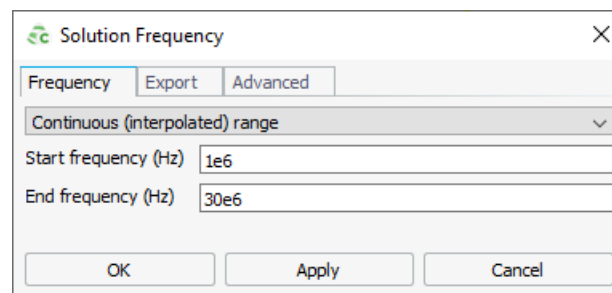 Solution Frequency
Frequency Export Advanced
Continuous (interpolated) range
Start frequency (Hz) 1e6
End frequency (Hz) 30e6
OK Apply Cancel